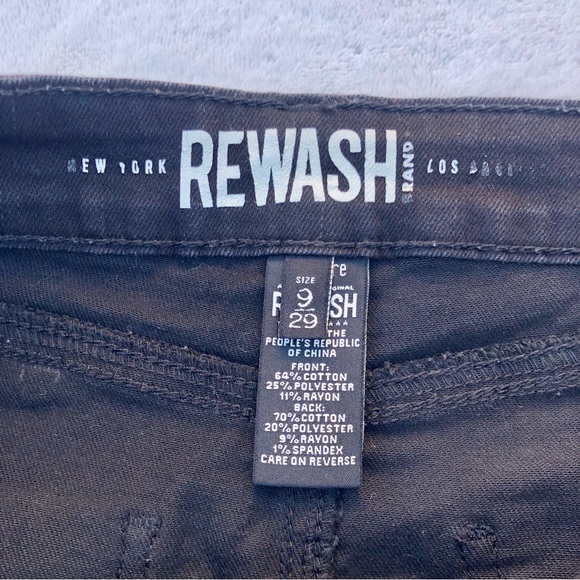 NEW YORK REWASH BRAND LOS
SIZE
9
29
THE
PEOPLE'S REPUBLIC
OF CHINA
FRONT:
64% COTTON
25% POLYESTER
11% RAYON
BACK:
70% COTTON
20% POLYESTER
9% RAYON
1% SPANDEX
CARE ON REVERSE